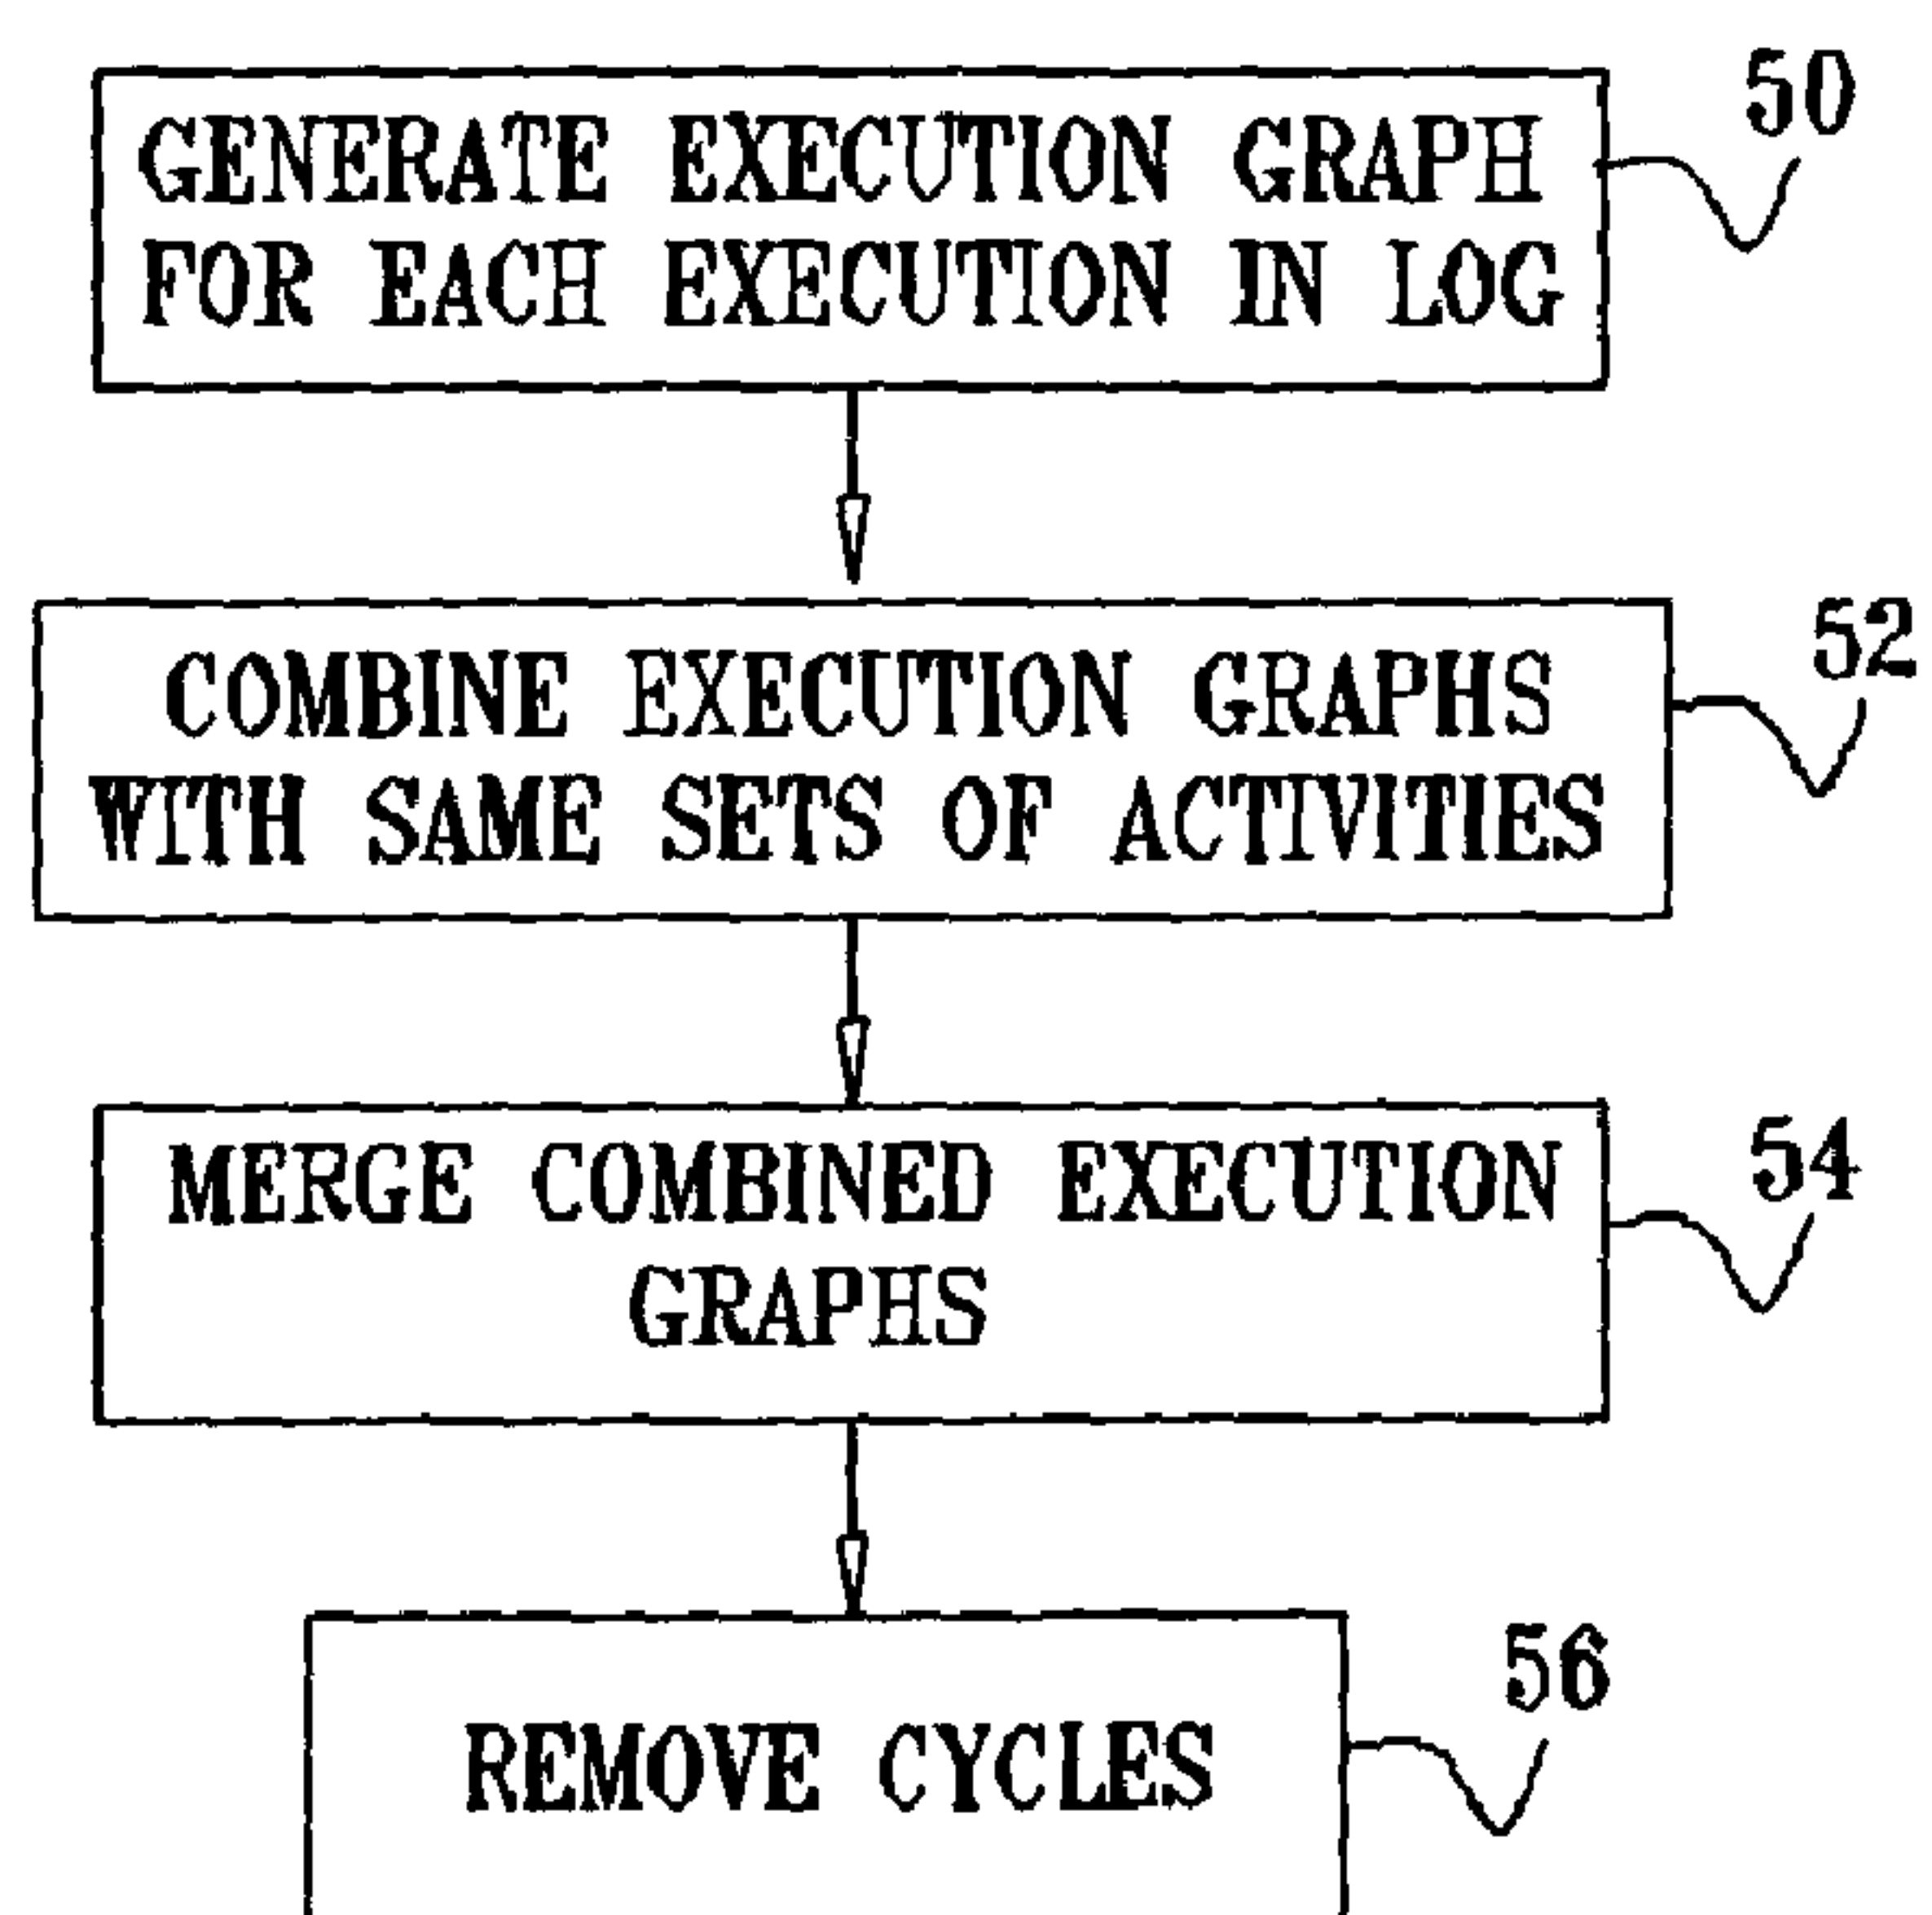 50
GENERATE EXECUTION GRAPH
FOR EACH EXECUTION IN LOG
52
COMBINE EXECUTION GRAPHS
WITH SAME SETS OF ACTIVITIES
54
MERGE COMBINED EXECUTION
GRAPHS
56
REMOVE CYCLES